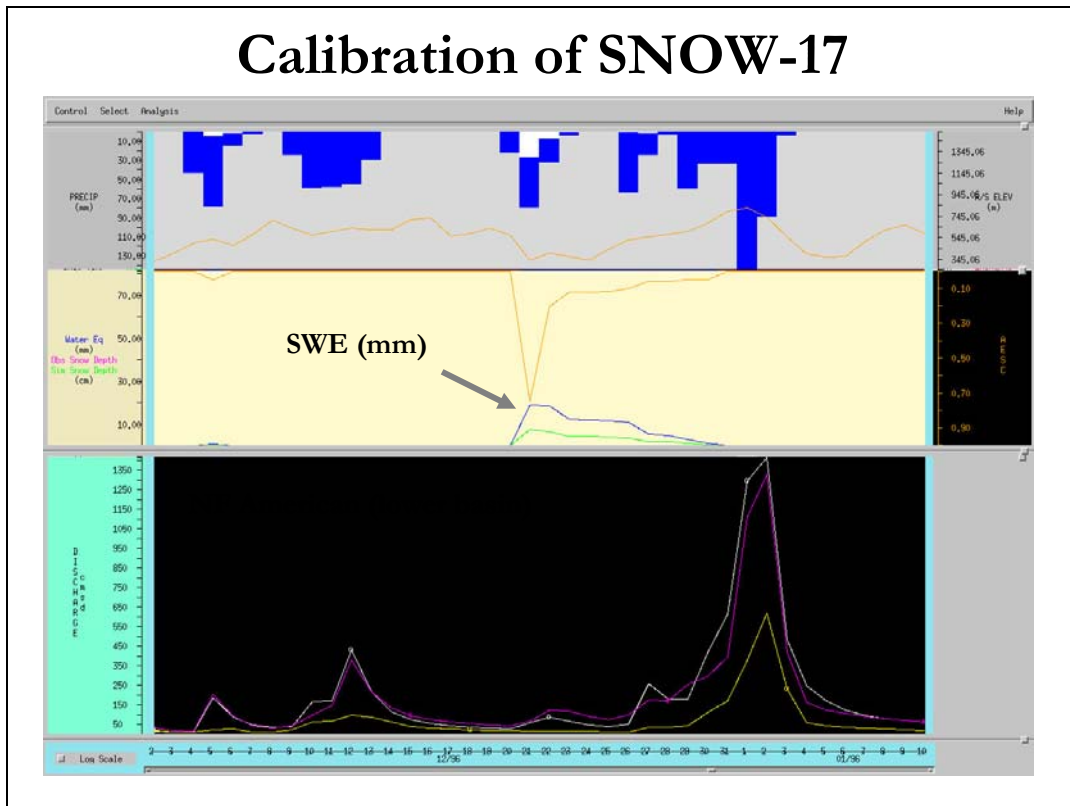 Calibration of SNOW-17
Control Select Analysis Help
10.00
30.00
50.00
70.00
90.00
110.00
130.00
PRECIP
(mm)
1345.06
1145.06
945.06
745.06
545.06
345.06
R/S ELEV
(m)
70.00
50.00
30.00
10.00
Water Eq
(mm)
Obs Snow Depth
Sim Snow Depth
(cm)
SWE (mm)
0.10
0.30
0.50
0.70
0.90
AESC
1350
1250
1150
1050
950
850
750
650
550
450
350
250
150
50
DISCHARGE
cmsd
2 3 4 5 6 7 8 9 10 11 12 13 14 15 16 17 18 19 20 21 22 23 24 25 26 27 28 29 30 31 1 2 3 4 5 6 7 8 9 10
12/96 01/96
Log Scale